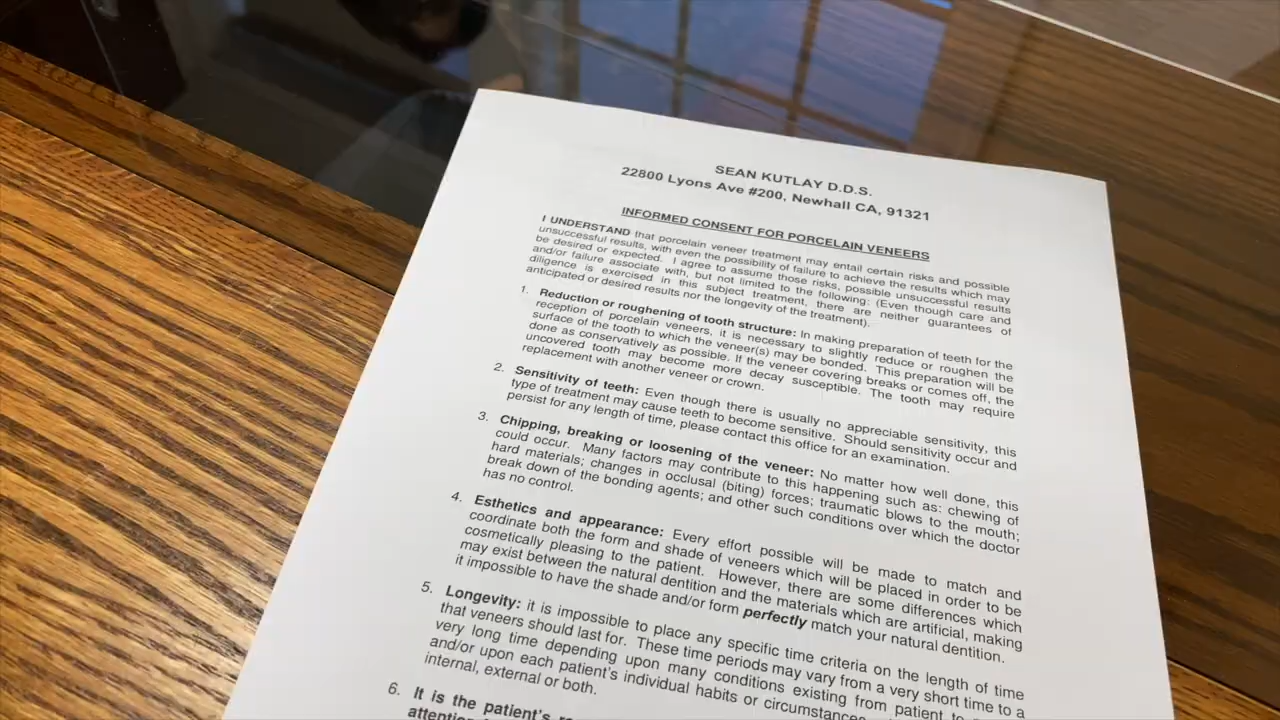 SEAN KUTLAY D.D.S.
22800 Lyons Ave #200, Newhall CA, 91321
INFORMED CONSENT FOR PORCELAIN VENEERS
I UNDERSTAND that porcelain veneer treatment may entail certain risks and possible
unsuccessful results, with even the possibility of failure to achieve the results which may
be desired or expected. I agree to assume those risks, possible unsuccessful results
and/or failure associate with, but not limited to the following: (Even though care and
diligence is exercised in this subject treatment, there are neither guarantees of
anticipated or desired results nor the longevity of the treatment).
1. Reduction or roughening of tooth structure: In making preparation of teeth for the
reception of porcelain veneers, it is necessary to slightly reduce or roughen the
surface of the tooth to which the veneer(s) may be bonded. This preparation will be
done as conservatively as possible. If the veneer covering breaks or comes off, the
uncovered tooth may become more decay susceptible. The tooth may require
replacement with another veneer or crown.
2. Sensitivity of teeth: Even though there is usually no appreciable sensitivity, this
type of treatment may cause teeth to become sensitive. Should sensitivity occur and
persist for any length of time, please contact this office for an examination.
3. Chipping, breaking or loosening of the veneer: No matter how well done, this
could occur. Many factors may contribute to this happening such as: chewing of
hard materials; changes in occlusal (biting) forces; traumatic blows to the mouth;
break down of the bonding agents; and other such conditions over which the doctor
has no control.
4. Esthetics and appearance: Every effort possible will be made to match and
coordinate both the form and shade of veneers which will be placed in order to be
cosmetically pleasing to the patient. However, there are some differences which
may exist between the natural dentition and the materials which are artificial, making
it impossible to have the shade and/or form perfectly match your natural dentition.
5. Longevity: it is impossible to place any specific time criteria on the length of time
that veneers should last for. These time periods may vary from a very short time to a
very long time depending upon many conditions existing from patient to
and/or upon each patient's individual habits or circumstances
internal, external or both.
6. It is the patient's